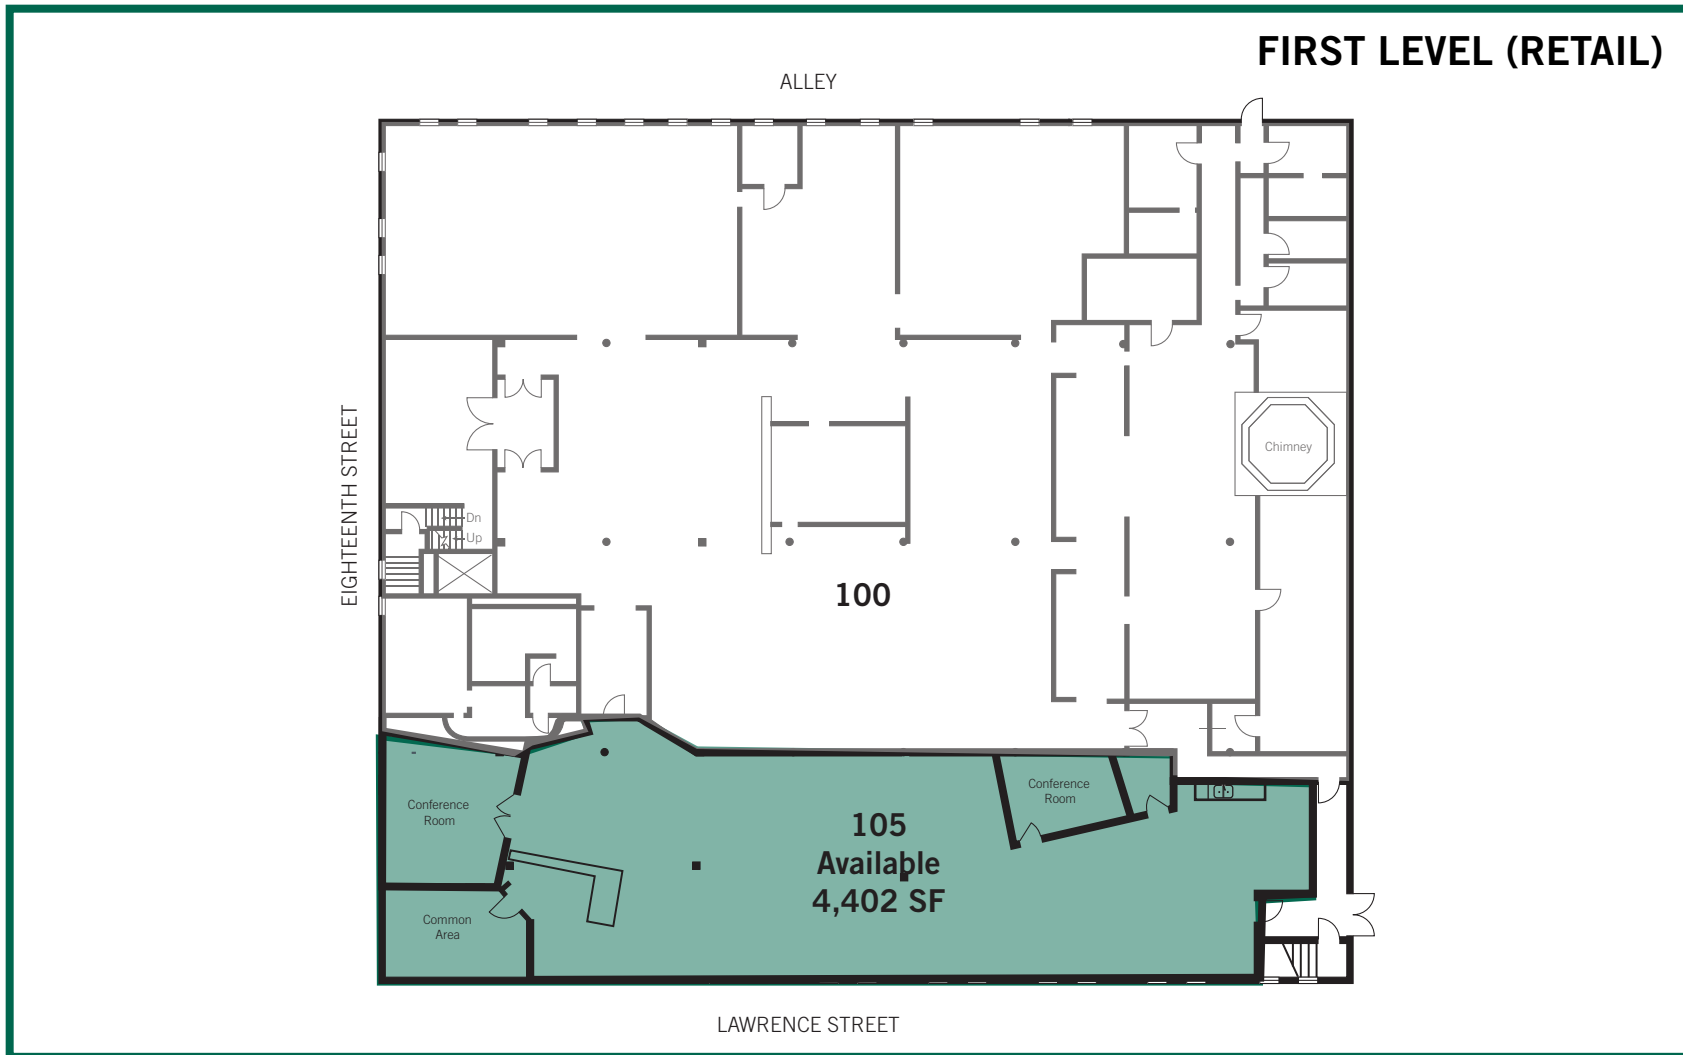 FIRST LEVEL (RETAIL)
ALLEY
EIGHTEENTH STREET
Chimney
Dn
Up
100
Conference
Room
Conference
Room
105
Available
4,402 SF
Common
Area
LAWRENCE STREET